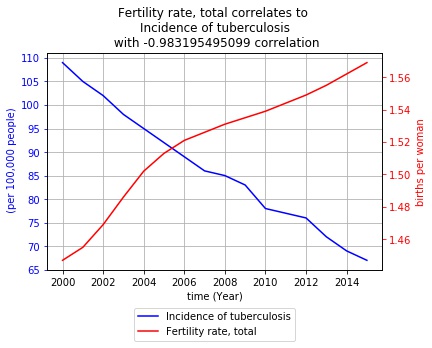 Fertility rate, total correlates to
Incidence of tuberculosis
with -0.983195495099 correlation
110
105
100
95
90
85
80
75
70
65
(per 100,000 people)
1.56
1.54
1.52
1.50
1.48
1.46
births per woman
2000 2002 2004 2006 2008 2010 2012 2014
time (Year)
Incidence of tuberculosis
Fertility rate, total